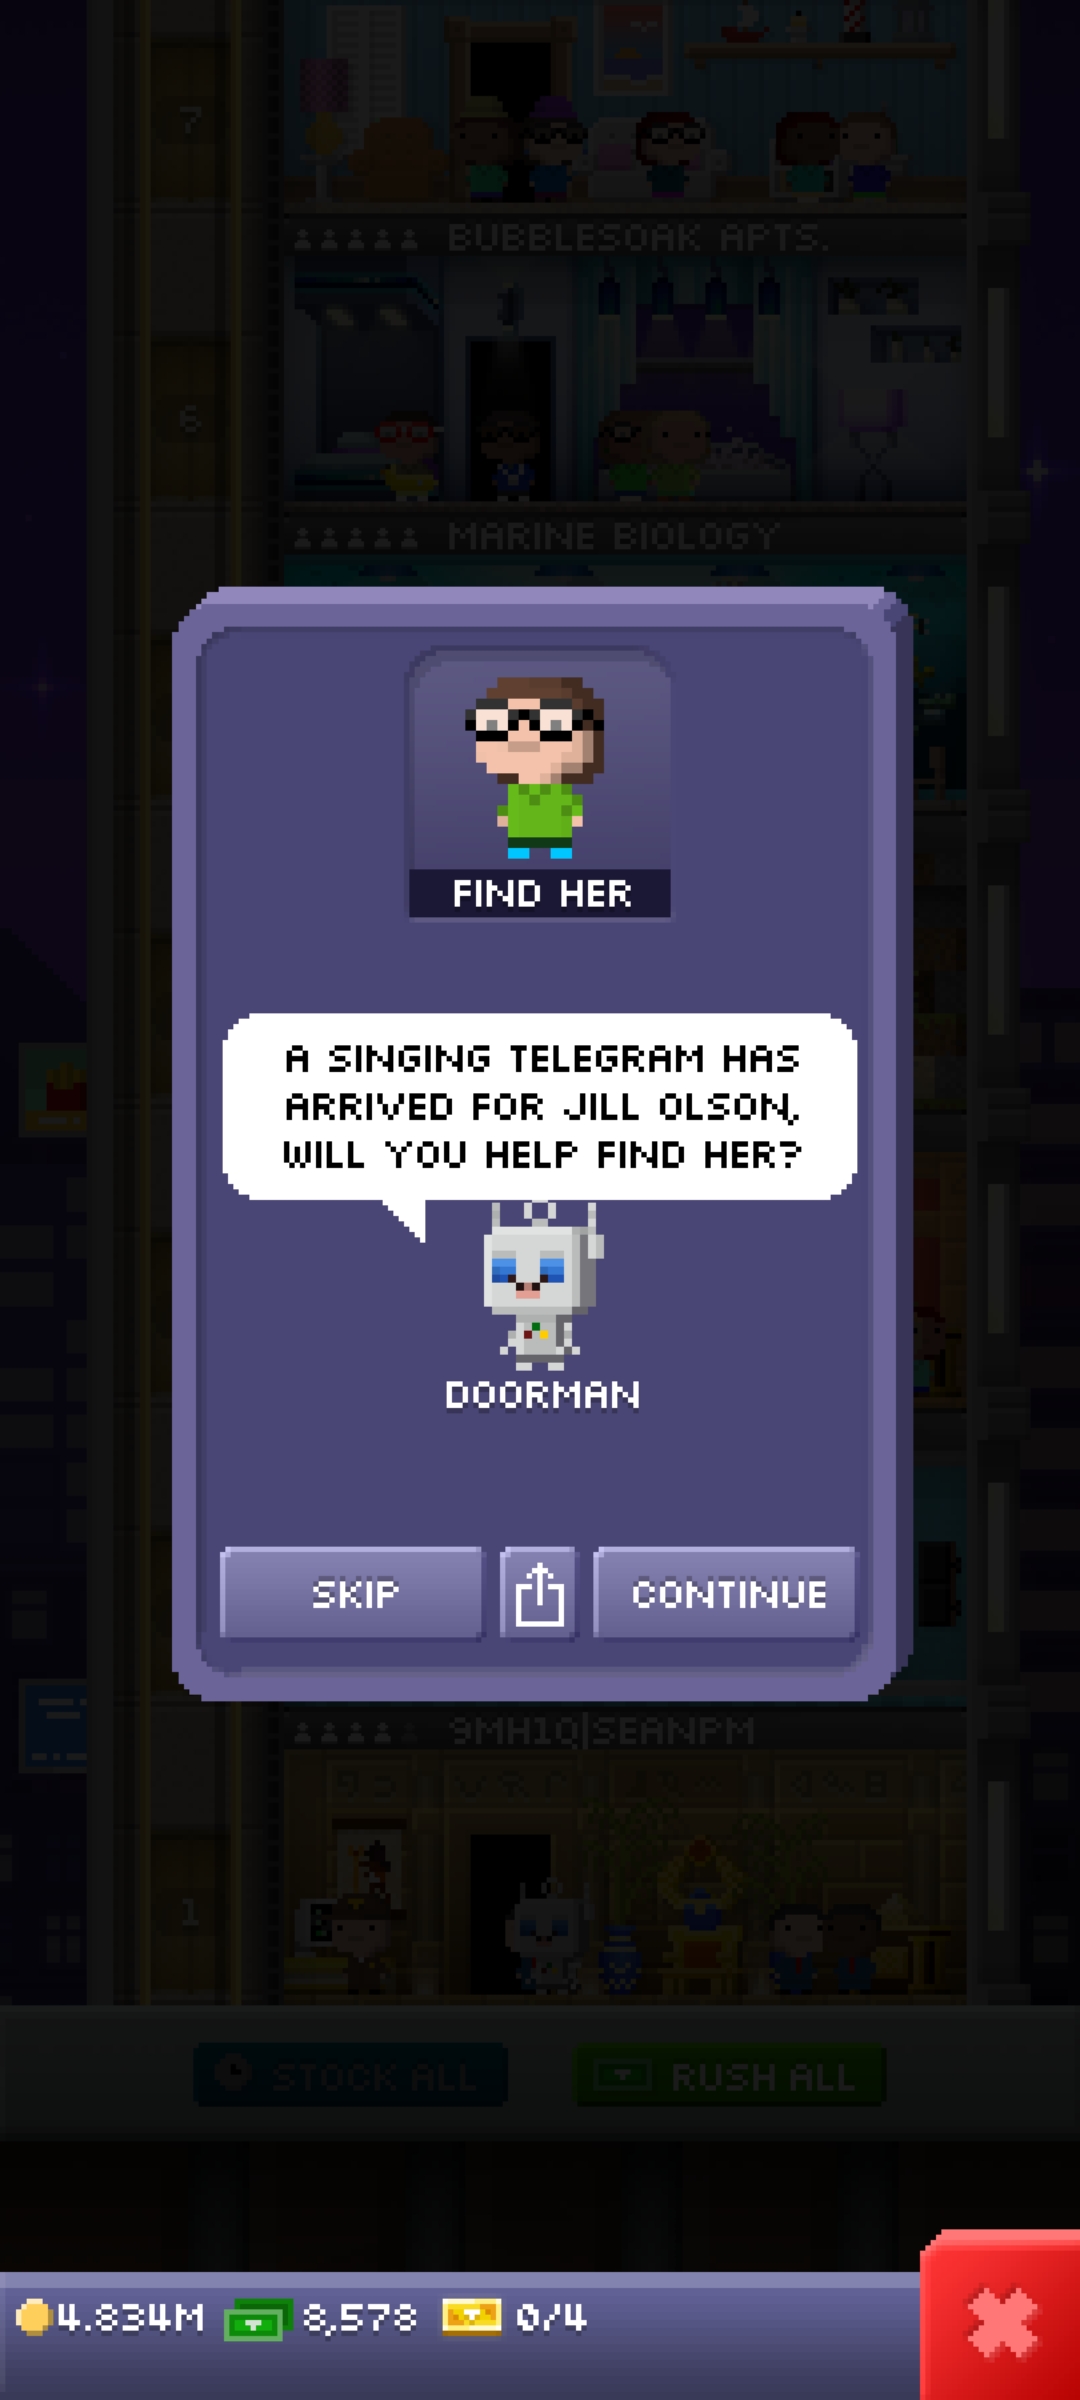 7
BUBBLESOAK APTS.
6
MARINE BIOLOGY
FIND HER
A SINGING TELEGRAM HAS
ARRIVED FOR JILL OLSON,
WILL YOU HELP FIND HER?
DOORMAN
SKIP
CONTINUE
9MH1Q|SEANPM
1
STOCK ALL
RUSH ALL
4.834M 8,578 0/4